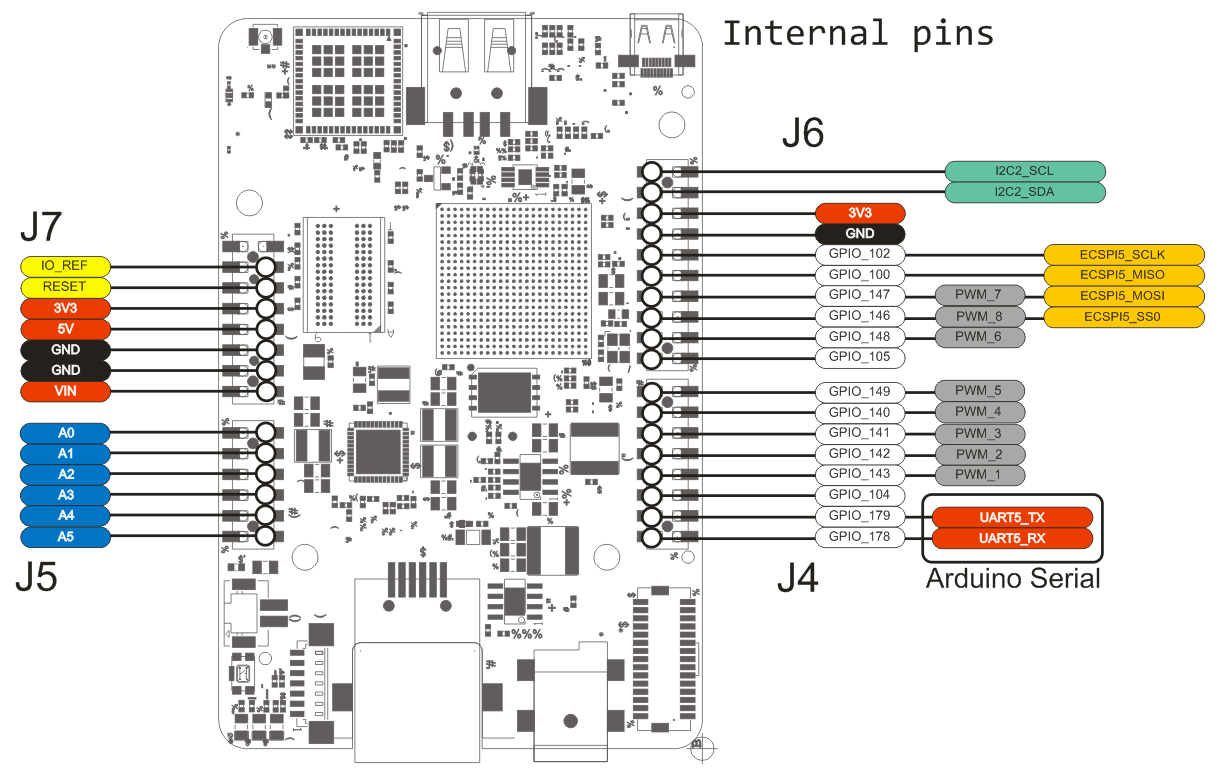 Internal pins
J6
I2C2_SCL
I2C2_SDA
3V3
GND
GPIO_102 ECSPI5_SCLK
GPIO_100 ECSPI5_MISO
GPIO_147 PWM_7 ECSPI5_MOSI
GPIO_146 PWM_8 ECSPI5_SS0
GPIO_148 PWM_6
GPIO_105
J7
IO_REF
RESET
3V3
5V
GND
GND
VIN
A0
A1
A2
A3
A4
A5
J5
GPIO_149 PWM_5
GPIO_140 PWM_4
GPIO_141 PWM_3
GPIO_142 PWM_2
GPIO_143 PWM_1
GPIO_104
GPIO_179 UART5_TX
GPIO_178 UART5_RX
J4
Arduino Serial